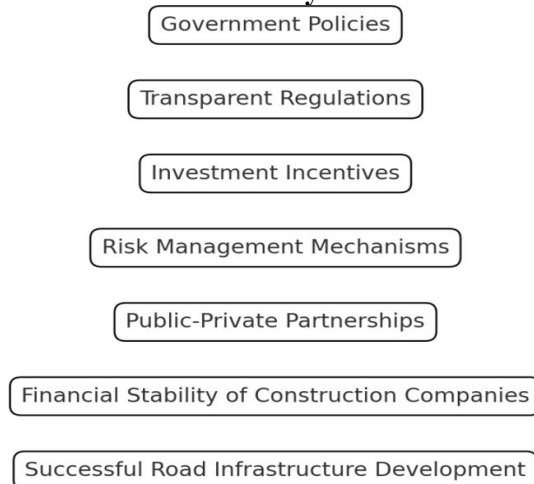 Government Policies
Transparent Regulations
Investment Incentives
Risk Management Mechanisms
Public-Private Partnerships
Financial Stability of Construction Companies
Successful Road Infrastructure Development